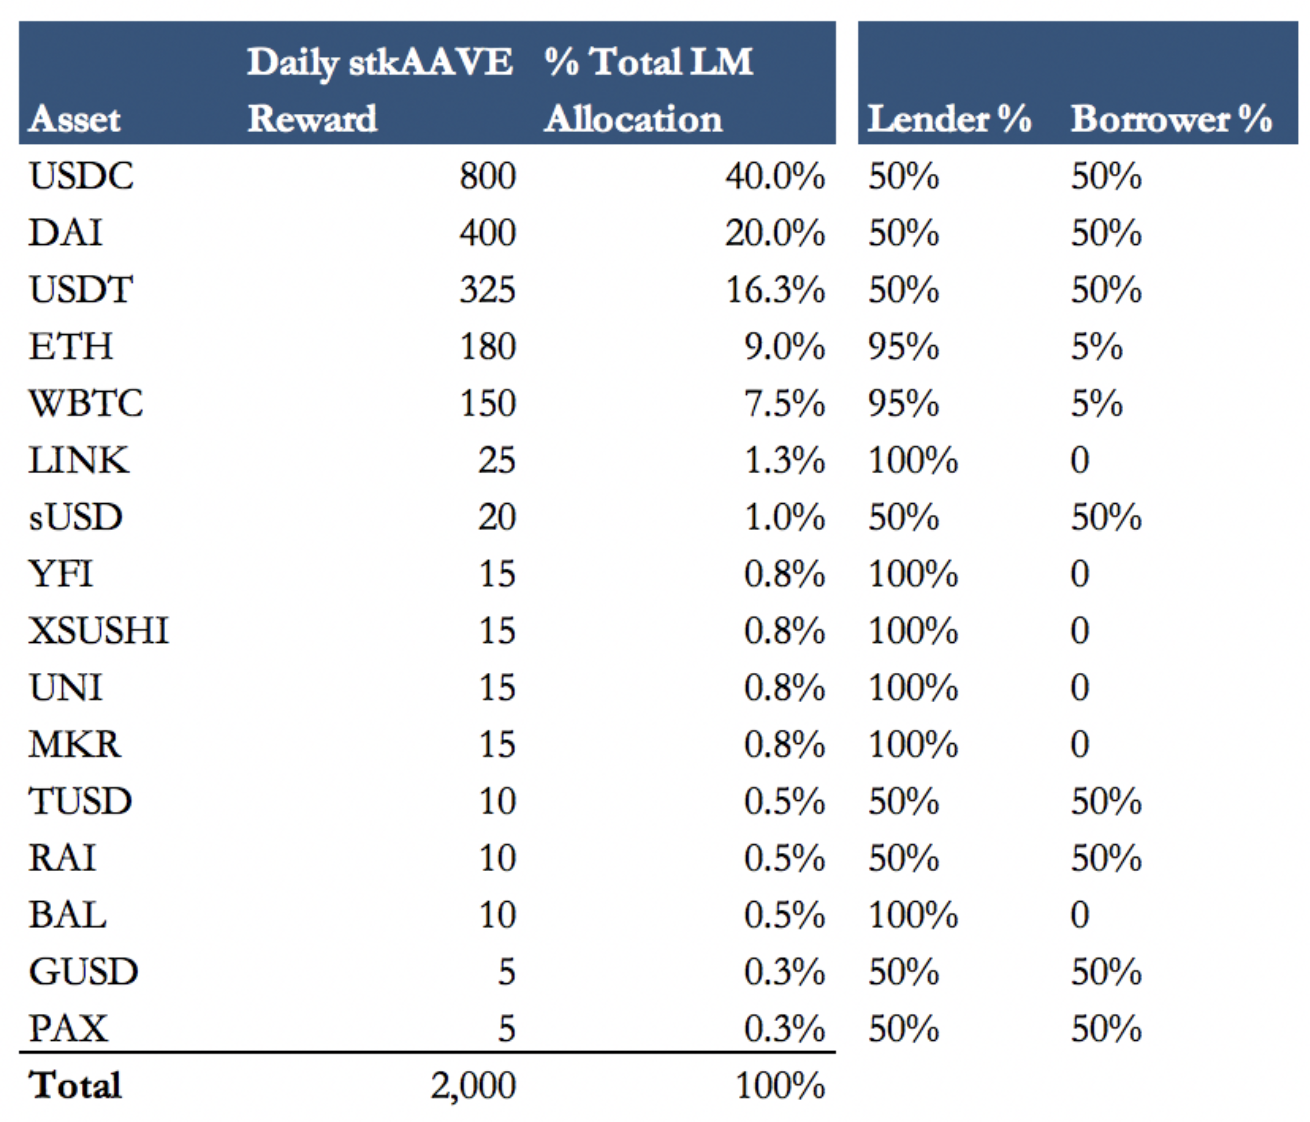 Daily stkAAVE % Total LM
Asset Reward Allocation Lender % Borrower %
USDC 800 40.0% 50% 50%
DAI 400 20.0% 50% 50%
USDT 325 16.3% 50% 50%
ETH 180 9.0% 95% 5%
WBTC 150 7.5% 95% 5%
LINK 25 1.3% 100% 0
sUSD 20 1.0% 50% 50%
YFI 15 0.8% 100% 0
XSUSHI 15 0.8% 100% 0
UNI 15 0.8% 100% 0
MKR 15 0.8% 100% 0
TUSD 10 0.5% 50% 50%
RAI 10 0.5% 50% 50%
BAL 10 0.5% 100% 0
GUSD 5 0.3% 50% 50%
PAX 5 0.3% 50% 50%
Total 2,000 100%